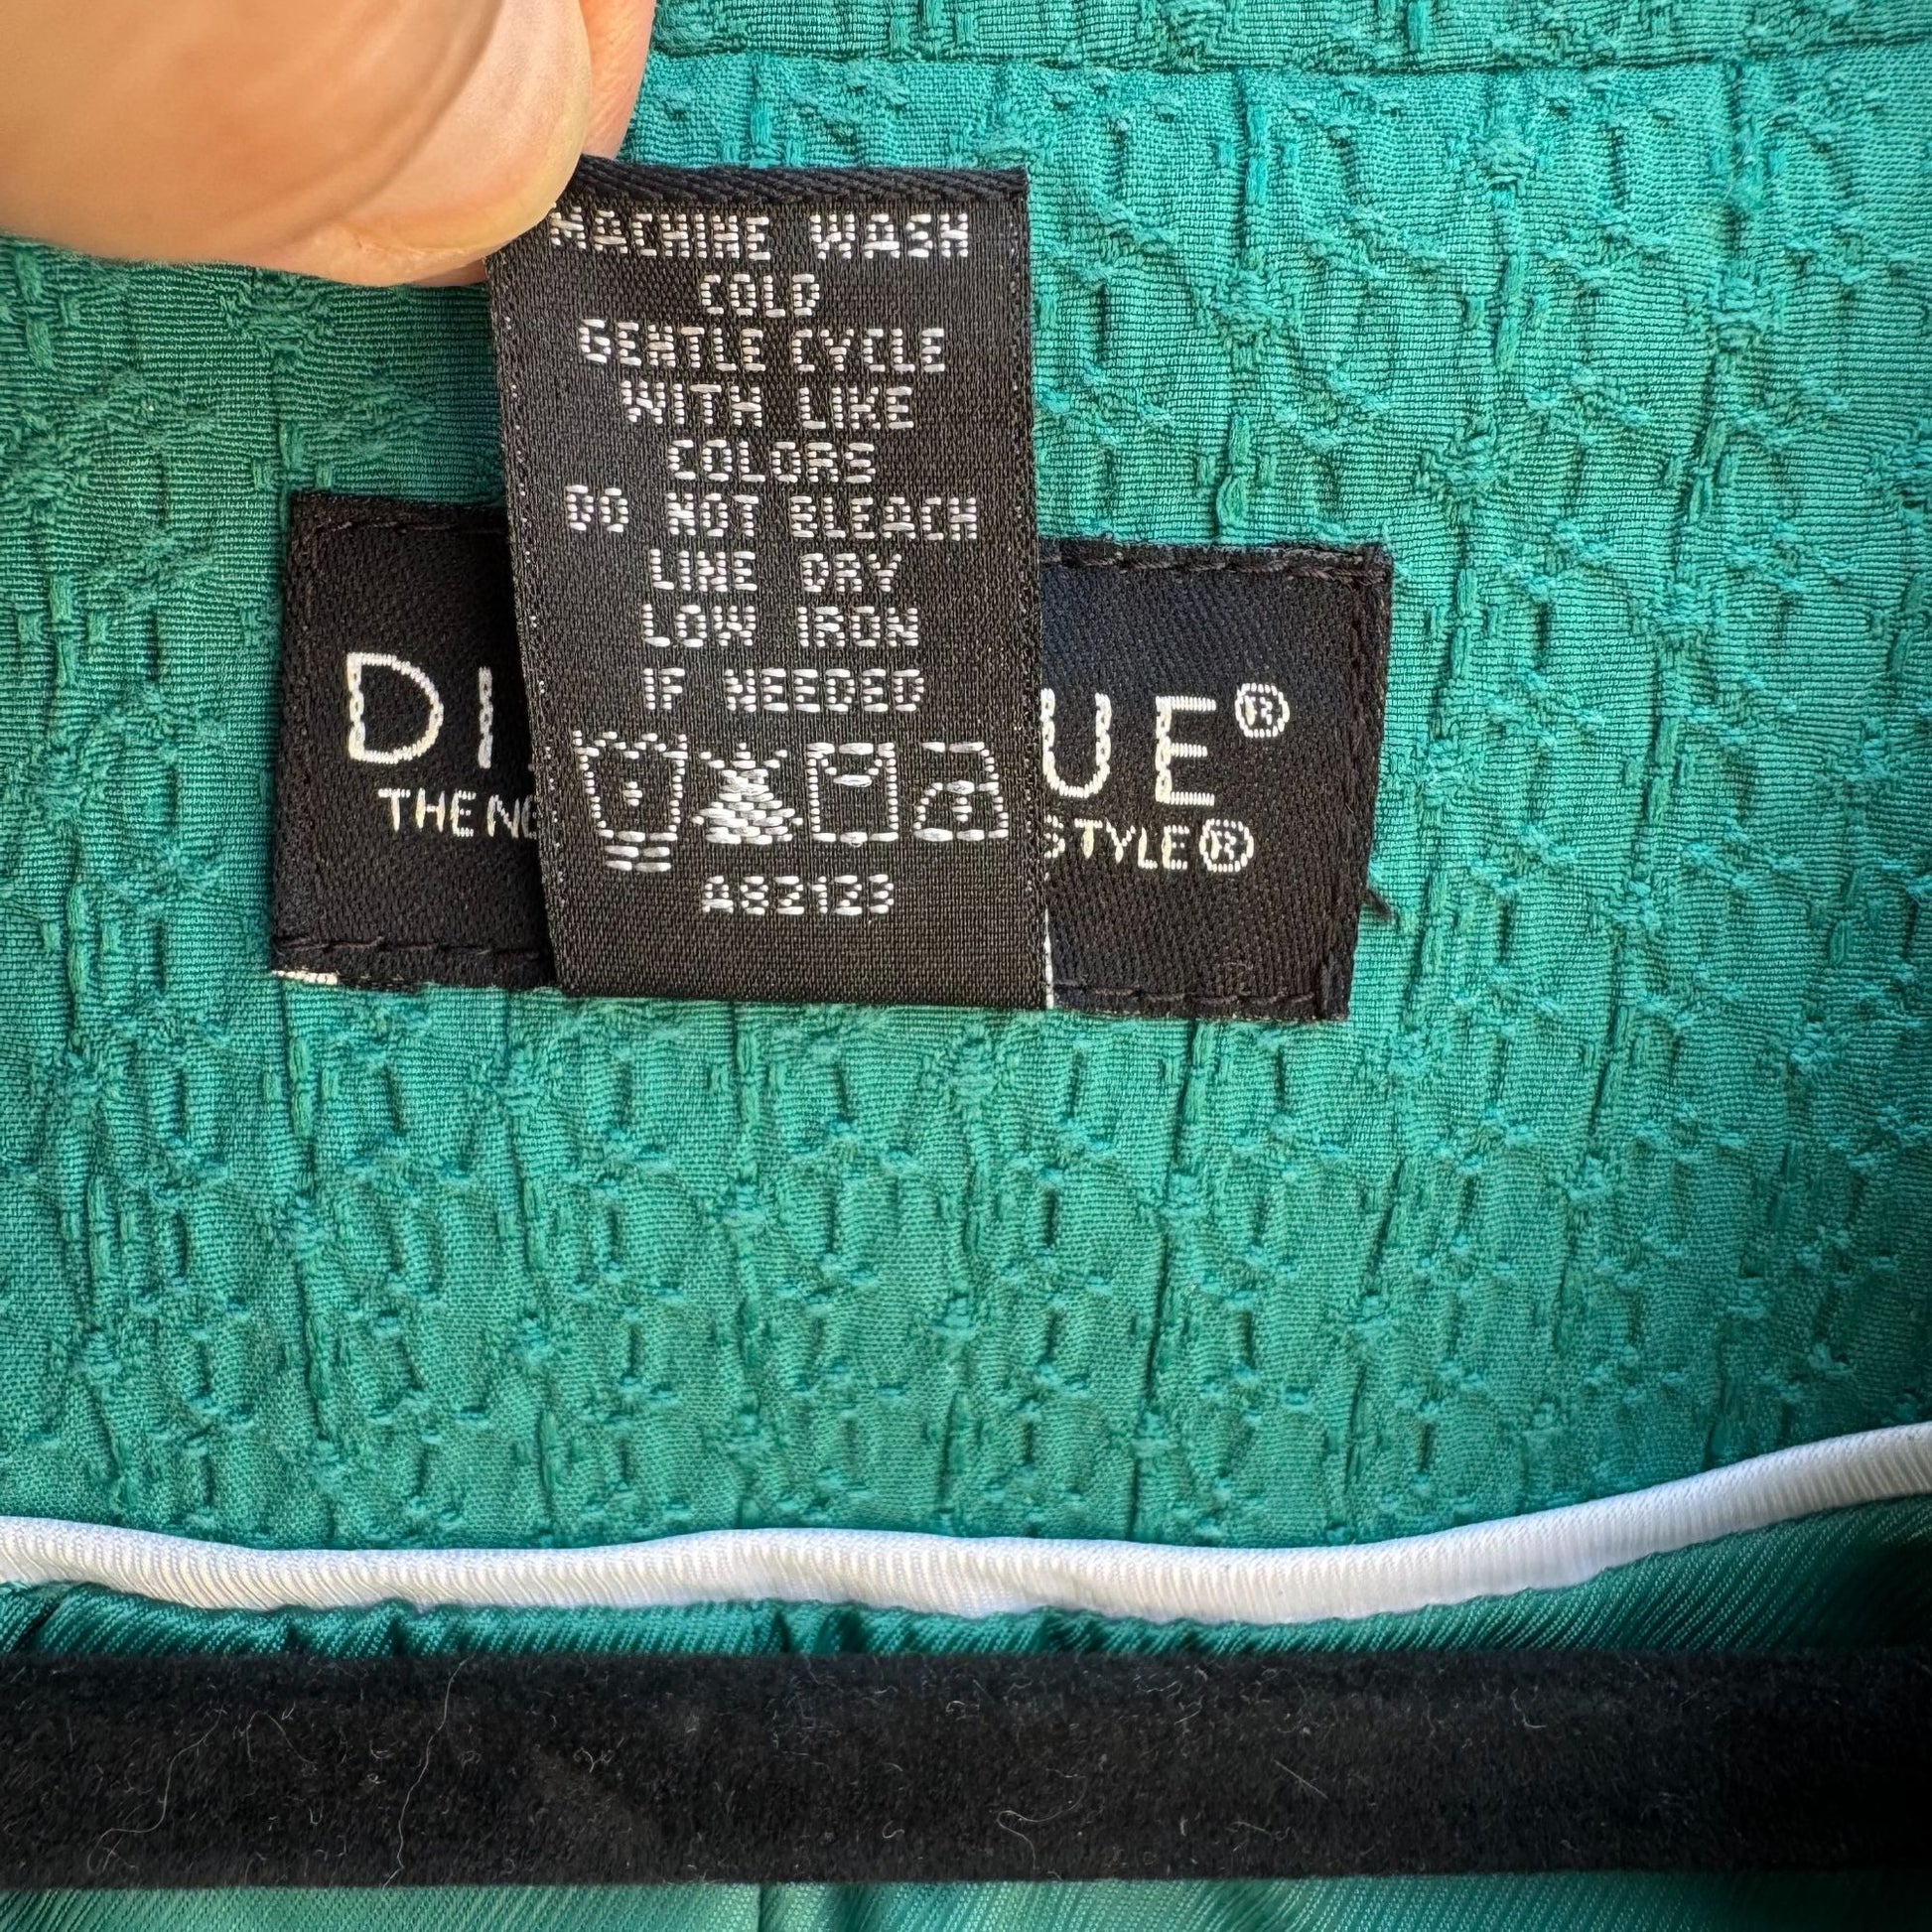 MACHINE WASH
COLD
GENTLE CYCLE
WITH LIKE
COLORS
DO NOT BLEACH
LINE DRY
LOW IRON
IF NEEDED
A82123
DI UE®
THE NE STYLE®